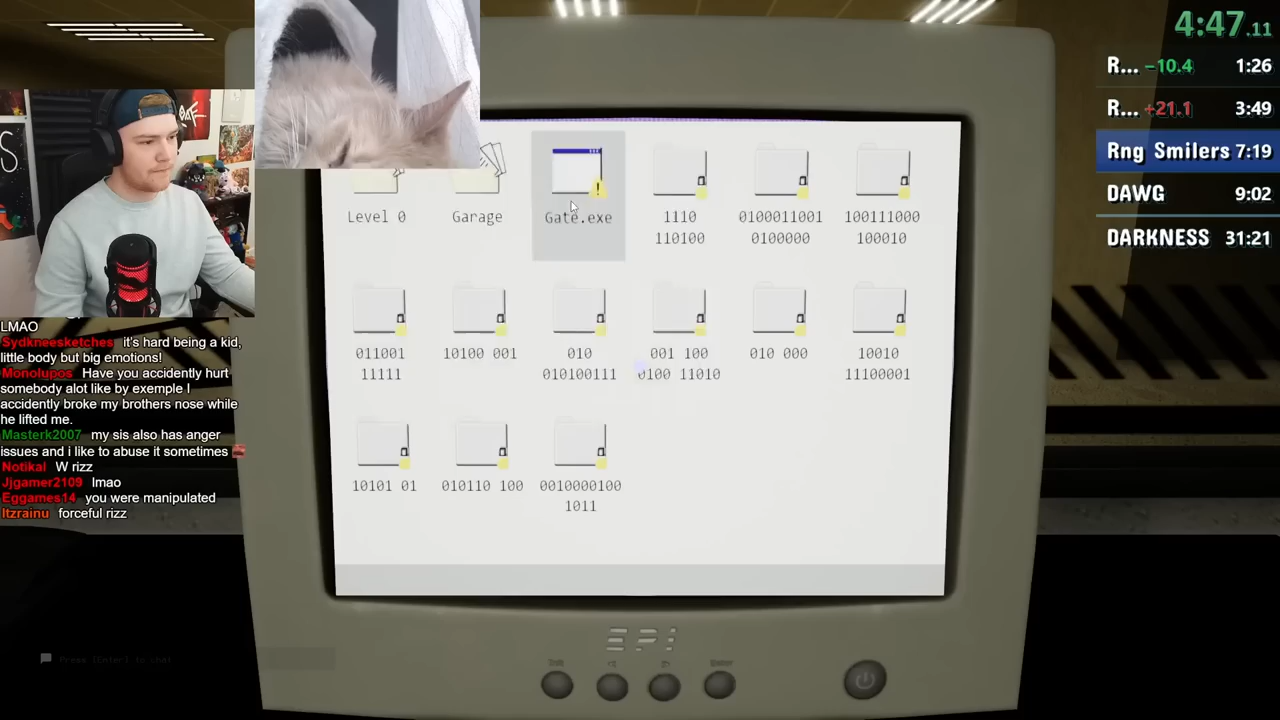 4:47.11
R... -10.4 1:26
R... +21.1 3:49
Rng Smilers 7:19
DAWG 9:02
DARKNESS 31:21
Level 0
Garage
Gate.exe
1110
110100
0100011001
0100000
100111000
100010
011001
11111
10100 001
010
010100111
001 100
0100 11010
010 000
10010
11100001
10101 01
010110 100
0010000100
1011
LMAO
Sydkneesketches it's hard being a kid,
little body but big emotions!
Monolupos Have you accidently hurt
somebody alot like by exemple I
accidently broke my brothers nose while
he lifted me.
Masterk2007 my sis also has anger
issues and i like to abuse it sometimes
Notikal W rizz
Jjgamer2109 lmao
Eggames14 you were manipulated
Itzrainu forceful rizz
Press [Enter] to chat